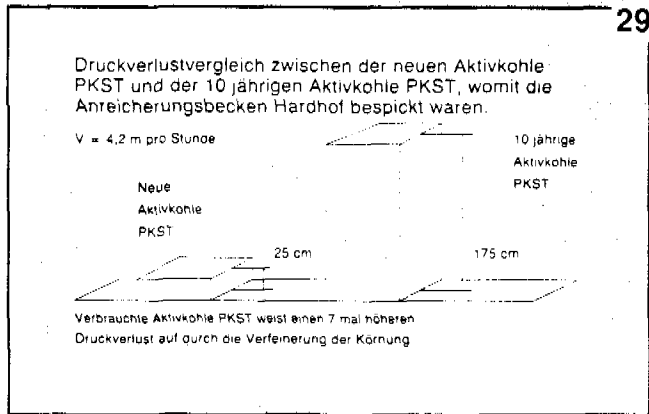 29
Druckverlustvergleich zwischen der neuen Aktivkohle
PKST und der 10 jährigen Aktivkohle PKST, womit die
Anreicherungsbecken Hardhof bespickt waren.
V = 4,2 m pro Stunde
10 jährige
Aktivkohle
PKST
Neue
Aktivkohle
PKST
25 cm
175 cm
Verbrauchte Aktivkohle PKST weist einen 7 mal höheren
Druckverlust auf durch die Verfeinerung der Körnung